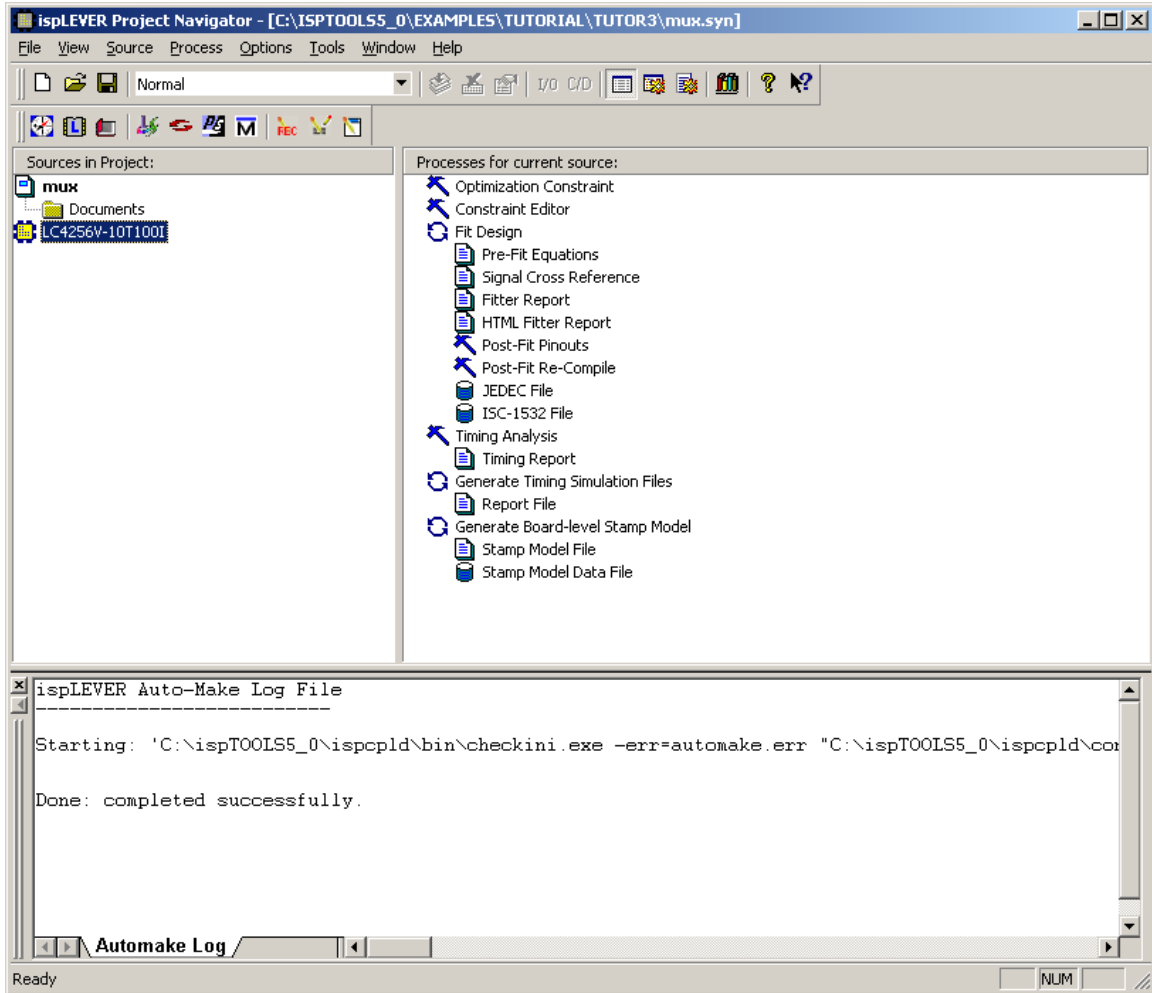 ispLEVER Project Navigator - [C:\ISPTOOLS5_0\EXAMPLES\TUTORIAL\TUTOR3\mux.syn]
File View Source Process Options Tools Window Help
Normal
I/O C/D
L PS M REC
Sources in Project:
mux
Documents
LC4256V-10T100I
Processes for current source:
Optimization Constraint
Constraint Editor
Fit Design
Pre-Fit Equations
Signal Cross Reference
Fitter Report
HTML Fitter Report
Post-Fit Pinouts
Post-Fit Re-Compile
JEDEC File
ISC-1532 File
Timing Analysis
Timing Report
Generate Timing Simulation Files
Report File
Generate Board-level Stamp Model
Stamp Model File
Stamp Model Data File
ispLEVER Auto-Make Log File
---------------------------
Starting: 'C:\ispTOOLS5_0\ispcpld\bin\checkini.exe -err=automake.err "C:\ispTOOLS5_0\ispcpld\con
Done: completed successfully.
Automake Log
Ready
NUM